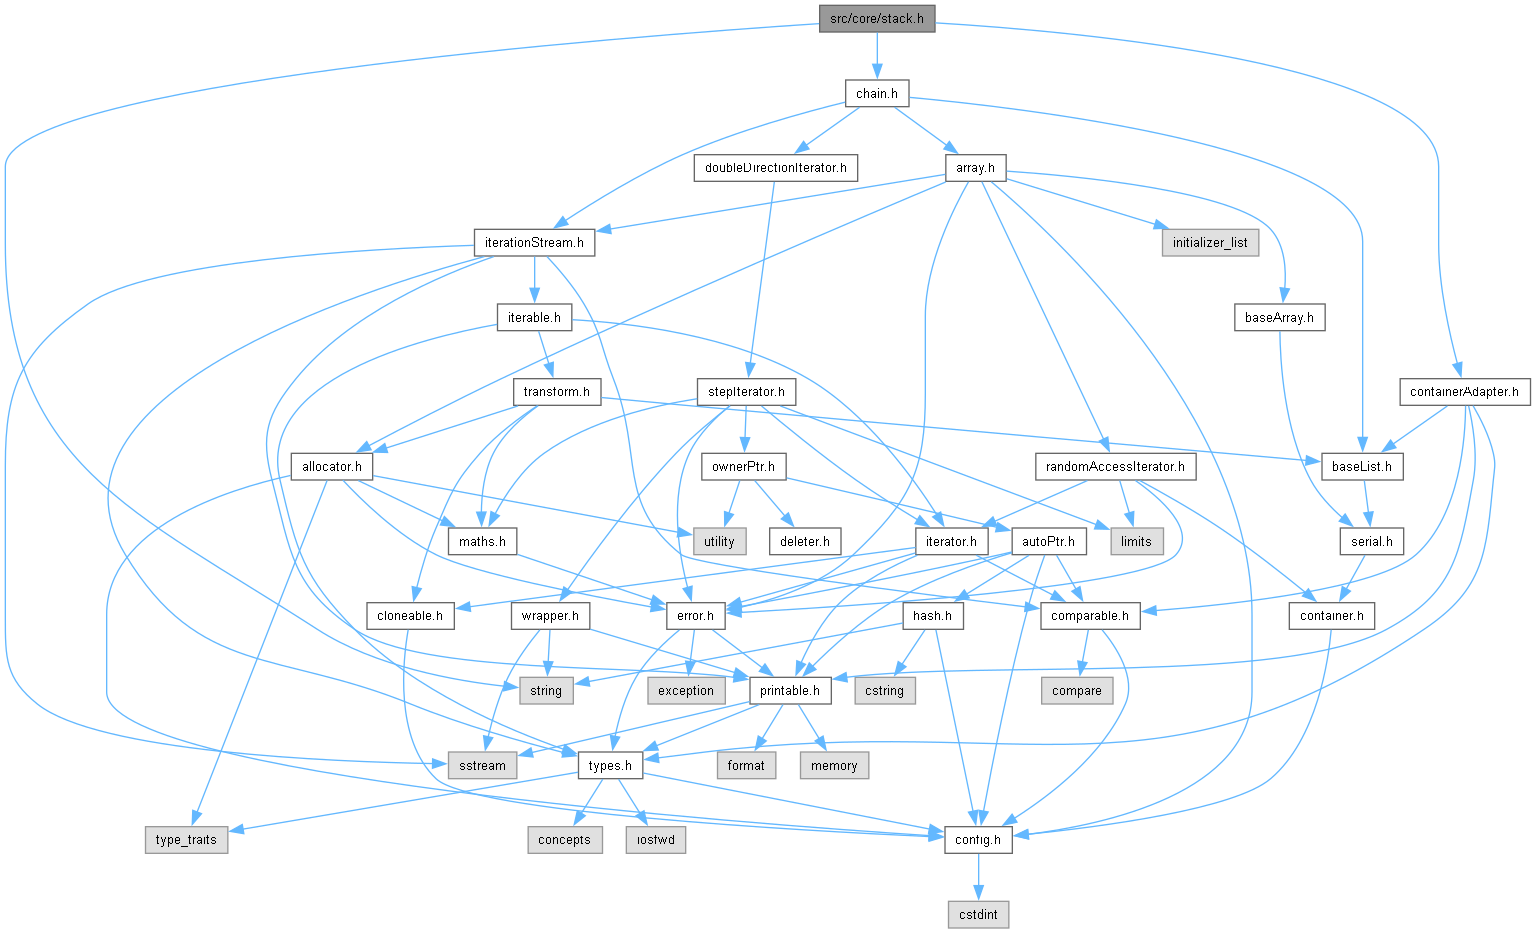 src/core/stack.h
chain.h
doubleDirectionIterator.h
array.h
iterationStream.h
initializer_list
iterable.h
baseArray.h
transform.h
stepIterator.h
containerAdapter.h
allocator.h
ownerPtr.h
randomAccessIterator.h
baseList.h
maths.h
utility
deleter.h
iterator.h
autoPtr.h
limits
serial.h
cloneable.h
wrapper.h
error.h
hash.h
comparable.h
container.h
string
exception
printable.h
cstring
compare
sstream
types.h
format
memory
type_traits
concepts
iosfwd
config.h
cstdint